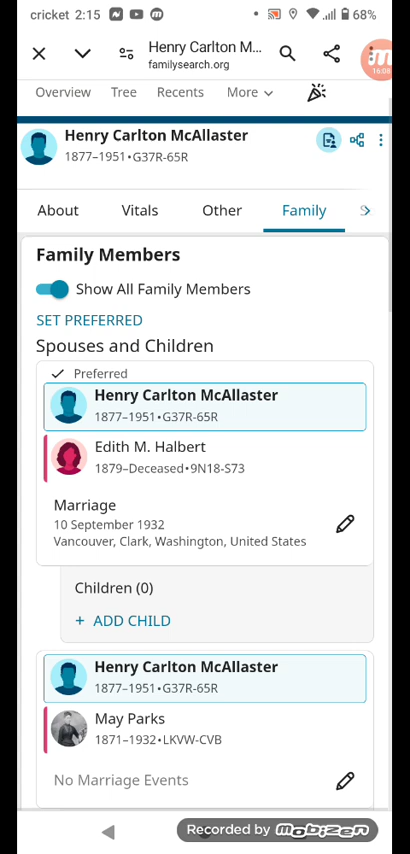 cricket 2:15
68%
Henry Carlton M...
familysearch.org
16:08
Overview Tree Recents More
Henry Carlton McAllaster
1877–1951 • G37R-65R
About Vitals Other Family S
Family Members
Show All Family Members
SET PREFERRED
Spouses and Children
Preferred
Henry Carlton McAllaster
1877–1951 • G37R-65R
Edith M. Halbert
1879–Deceased • 9N18-S73
Marriage
10 September 1932
Vancouver, Clark, Washington, United States
Children (0)
+ ADD CHILD
Henry Carlton McAllaster
1877–1951 • G37R-65R
May Parks
1871–1932 • LKVW-CVB
No Marriage Events
Recorded by mobizen